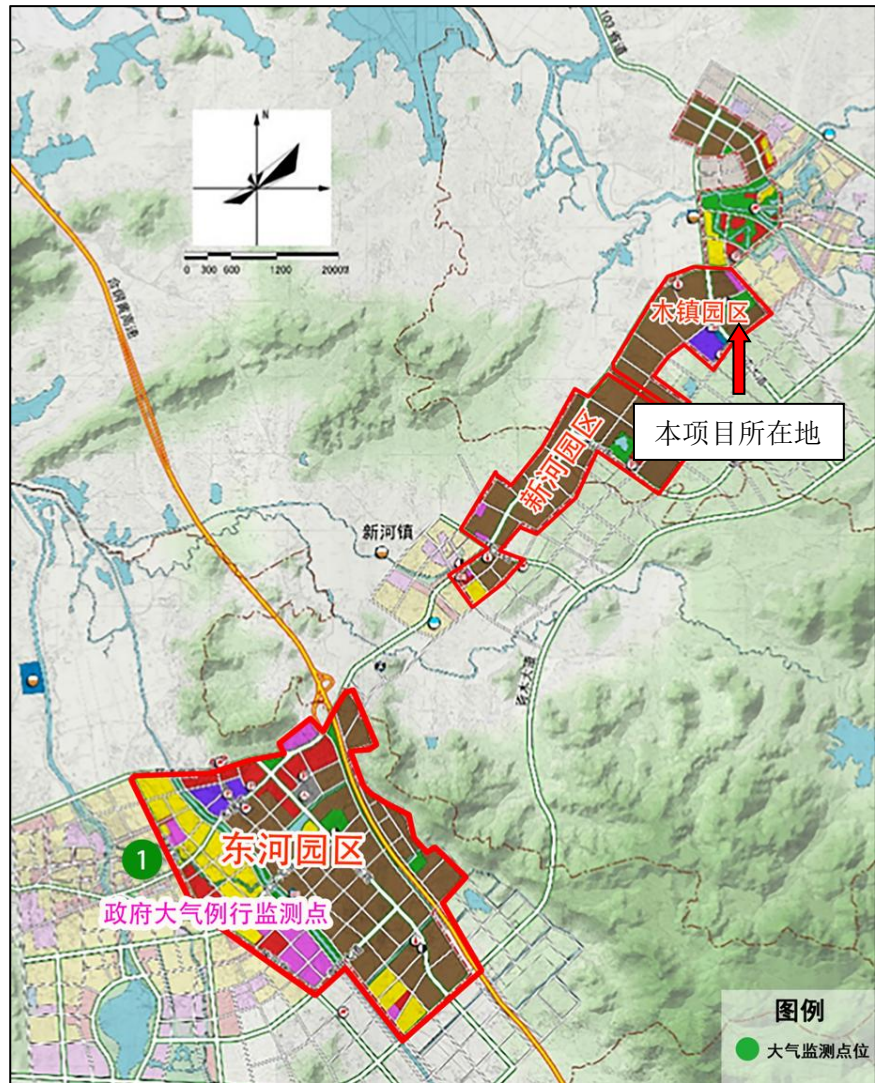 103 省道
N
0 300 600 1200 2000m
合铜黄高速
木镇园区
本项目所在地
新河园区
新河镇
东河园区
1
政府大气例行监测点
图例
大气监测点位